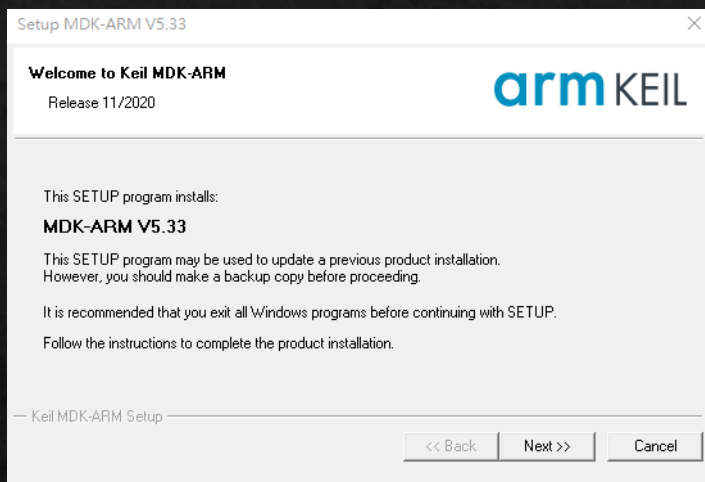 Setup MDK-ARM V5.33
Welcome to Keil MDK-ARM
Release 11/2020
arm KEIL
This SETUP program installs:
MDK-ARM V5.33
This SETUP program may be used to update a previous product installation.
However, you should make a backup copy before proceeding.
It is recommended that you exit all Windows programs before continuing with SETUP.
Follow the instructions to complete the product installation.
Keil MDK-ARM Setup
<< Back
Next >>
Cancel